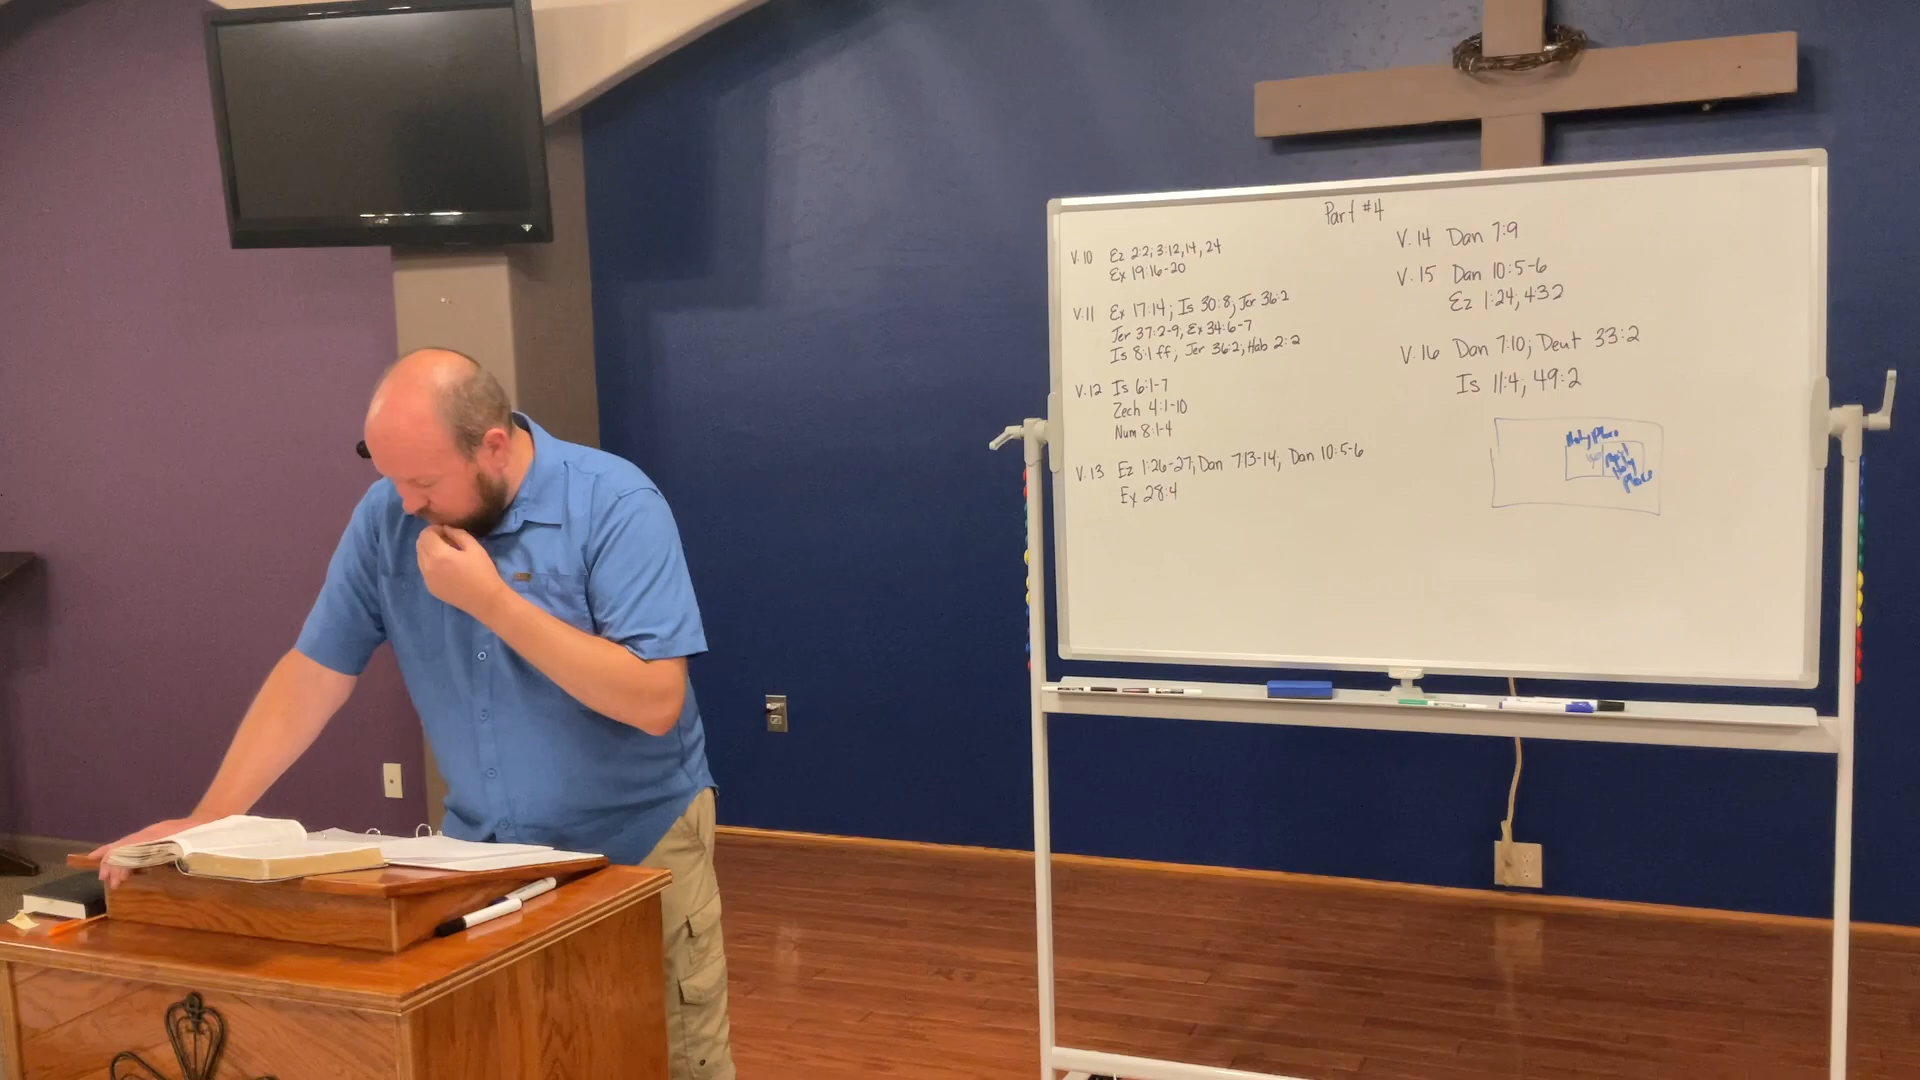 Part #4
V.10 Ez 2:2; 3:12,14,24
Ex 19:16-20
V.11 Ex 17:14; Is 30:8; Jer 36:2
Jer 37:2-9, Ex 34:6-7
Is 8:1ff; Jer 36:2; Hab 2:2
V.12 Is 6:1-7
Zech 4:1-10
Num 8:1-4
V.13 Ez 1:26-27; Dan 7:13-14, Dan 10:5-6
Ex 28:4
V.14 Dan 7:9
V.15 Dan 10:5-6
Ez 1:24, 43:2
V.16 Dan 7:10; Deut 33:2
Is 11:4, 49:2
Holy Place
Holy
Place